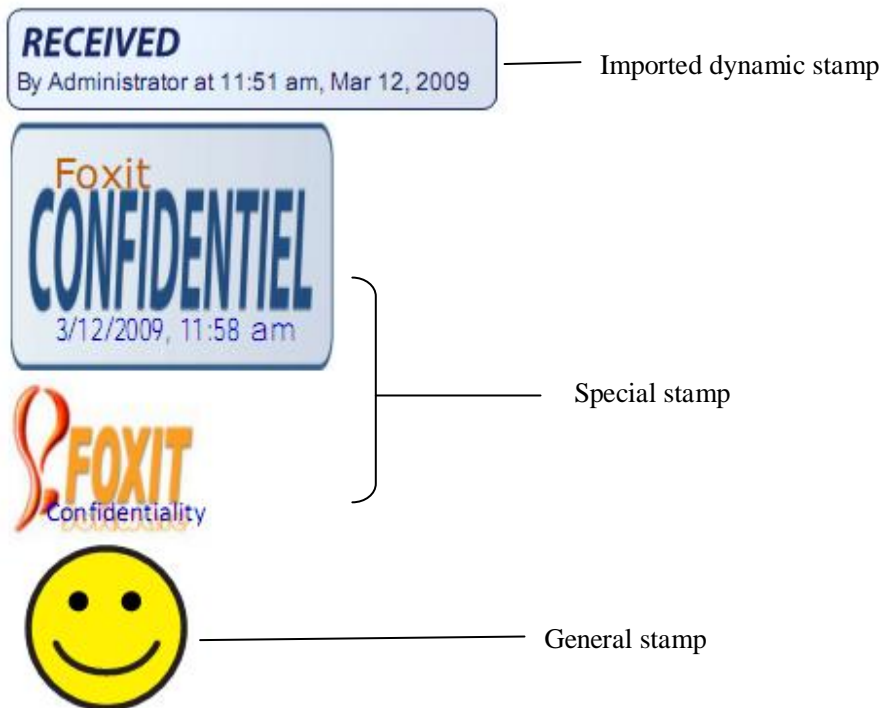 RECEIVED
By Administrator at 11:51 am, Mar 12, 2009
Imported dynamic stamp
Foxit
CONFIDENTIEL
3/12/2009, 11:58 am
Special stamp
FOXIT
Confidentiality
General stamp